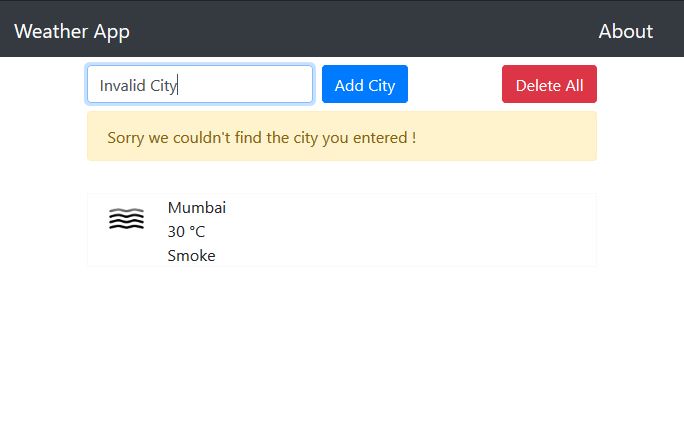 Weather App
About
Invalid City
Add City
Delete All
Sorry we couldn't find the city you entered !
Mumbai
30 °C
Smoke